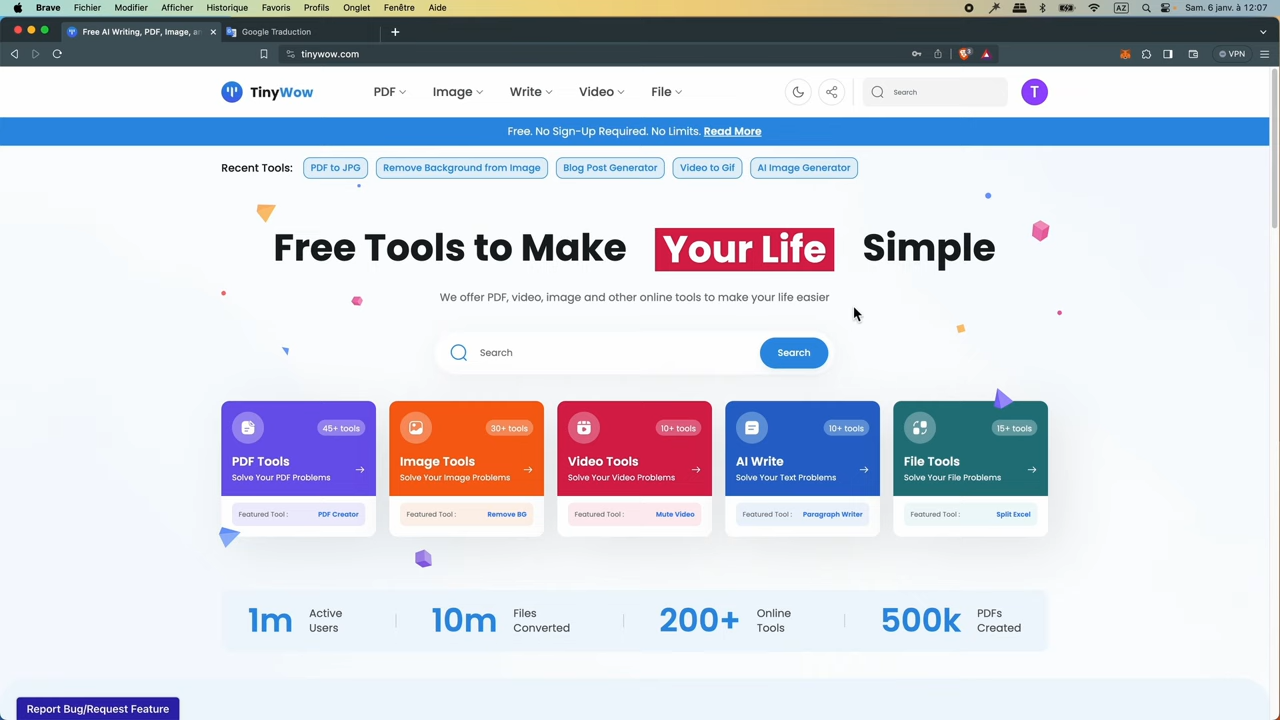 Brave Fichier Modifier Afficher Historique Favoris Profils Onglet Fenêtre Aide AZ Sam. 6 janv. à 12:07
Free AI Writing, PDF, Image, an Google Traduction
tinywow.com VPN
TinyWow PDF Image Write Video File Search T
Free. No Sign-Up Required. No Limits. Read More
Recent Tools: PDF to JPG Remove Background from Image Blog Post Generator Video to Gif AI Image Generator
Free Tools to Make Your Life Simple
We offer PDF, video, image and other online tools to make your life easier
Search Search
45+ tools 30+ tools 10+ tools 10+ tools 15+ tools
PDF Tools Image Tools Video Tools AI Write File Tools
Solve Your PDF Problems Solve Your Image Problems Solve Your Video Problems Solve Your Text Problems Solve Your File Problems
Featured Tool : PDF Creator Featured Tool : Remove BG Featured Tool : Mute Video Featured Tool : Paragraph Writer Featured Tool : Split Excel
1m Active Users 10m Files Converted 200+ Online Tools 500k PDFs Created
Report Bug/Request Feature